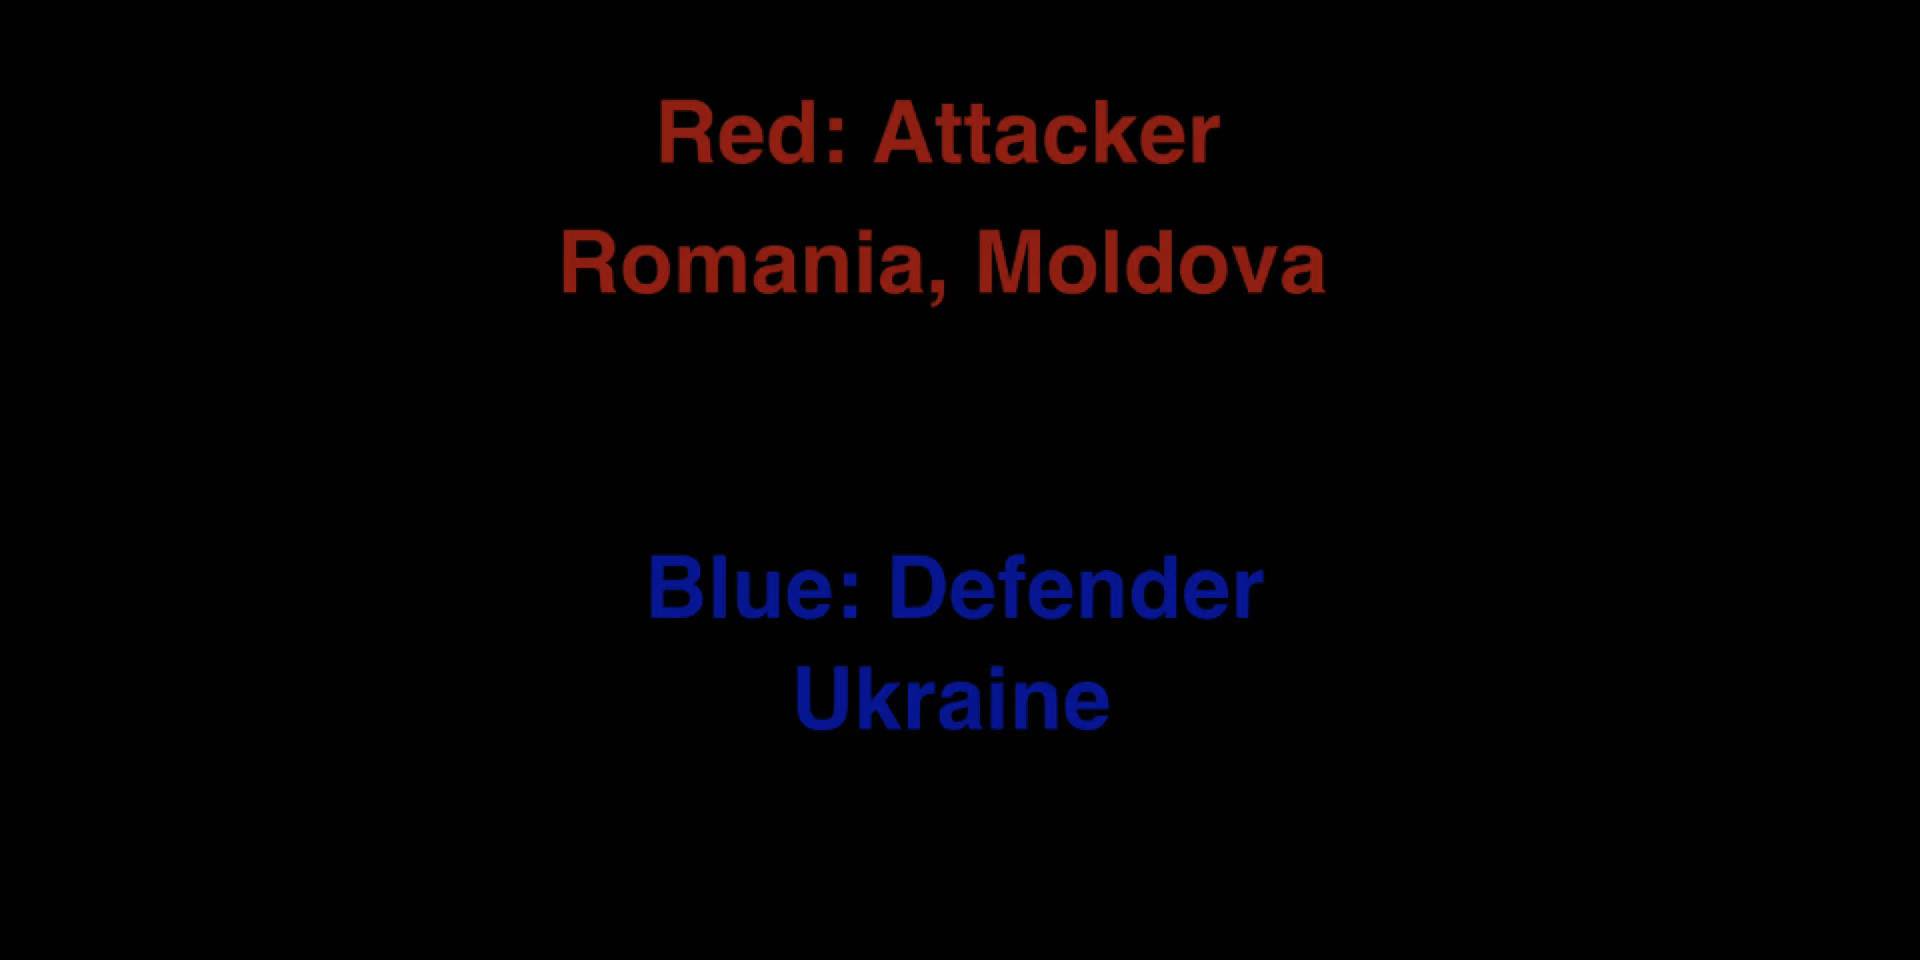 Red: Attacker
Romania, Moldova
Blue: Defender
Ukraine